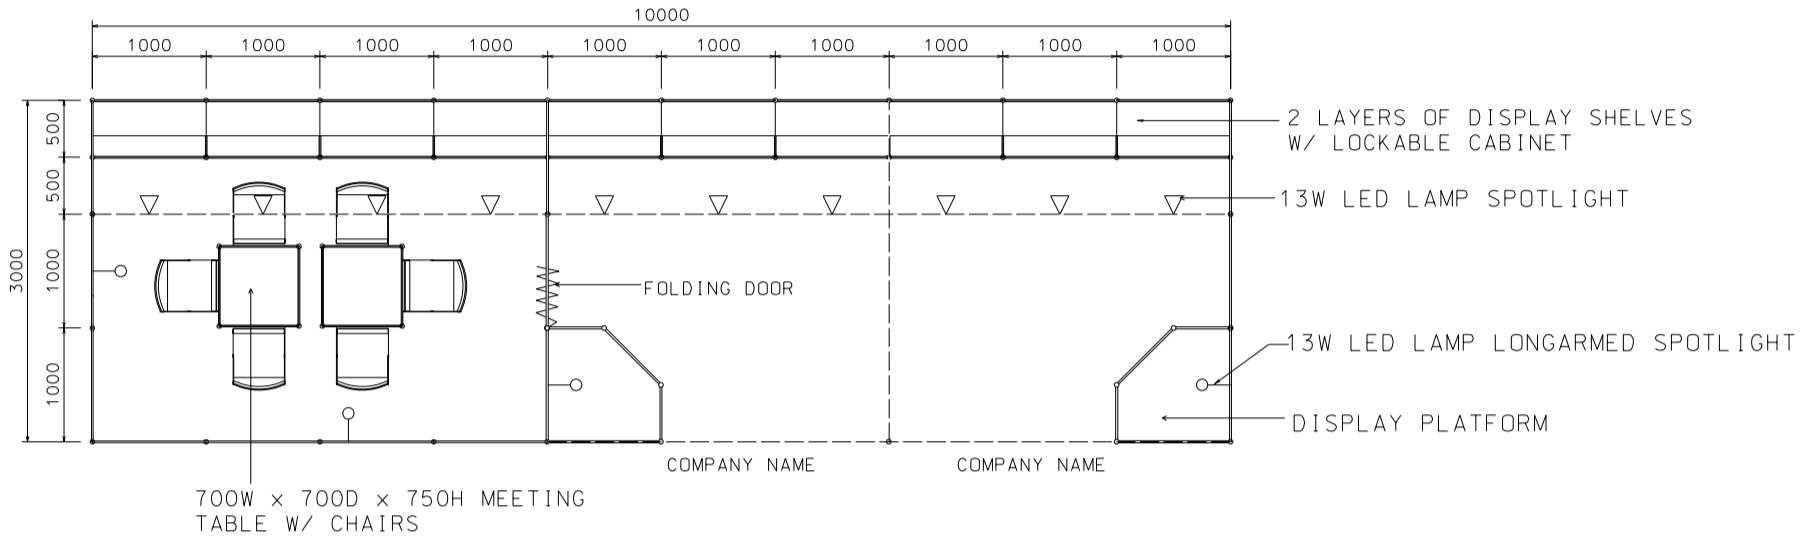 10000
1000 1000 1000 1000 1000 1000 1000 1000 1000 1000
3000
500
500
1000
1000
2 LAYERS OF DISPLAY SHELVES
W/ LOCKABLE CABINET
13W LED LAMP SPOTLIGHT
FOLDING DOOR
13W LED LAMP LONGARMED SPOTLIGHT
DISPLAY PLATFORM
COMPANY NAME COMPANY NAME
700W x 700D x 750H MEETING
TABLE W/ CHAIRS